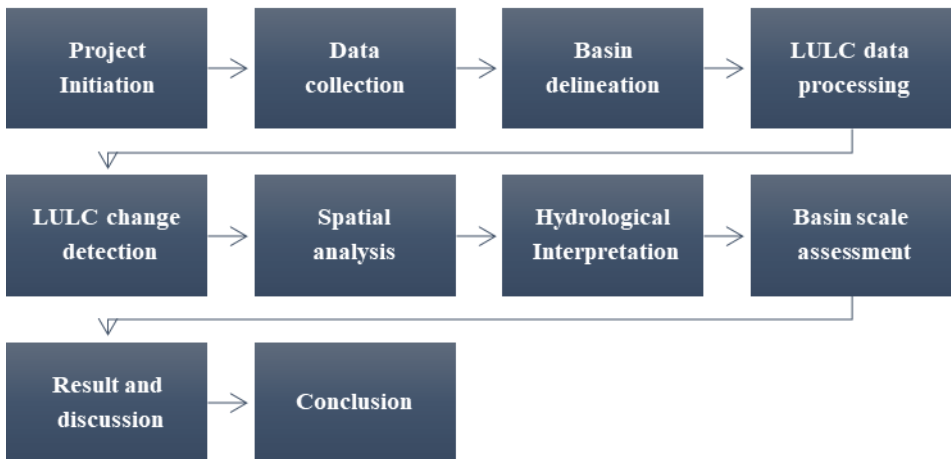 Project
Initiation
Data
collection
Basin
delineation
LULC data
processing
LULC change
detection
Spatial
analysis
Hydrological
Interpretation
Basin scale
assessment
Result and
discussion
Conclusion